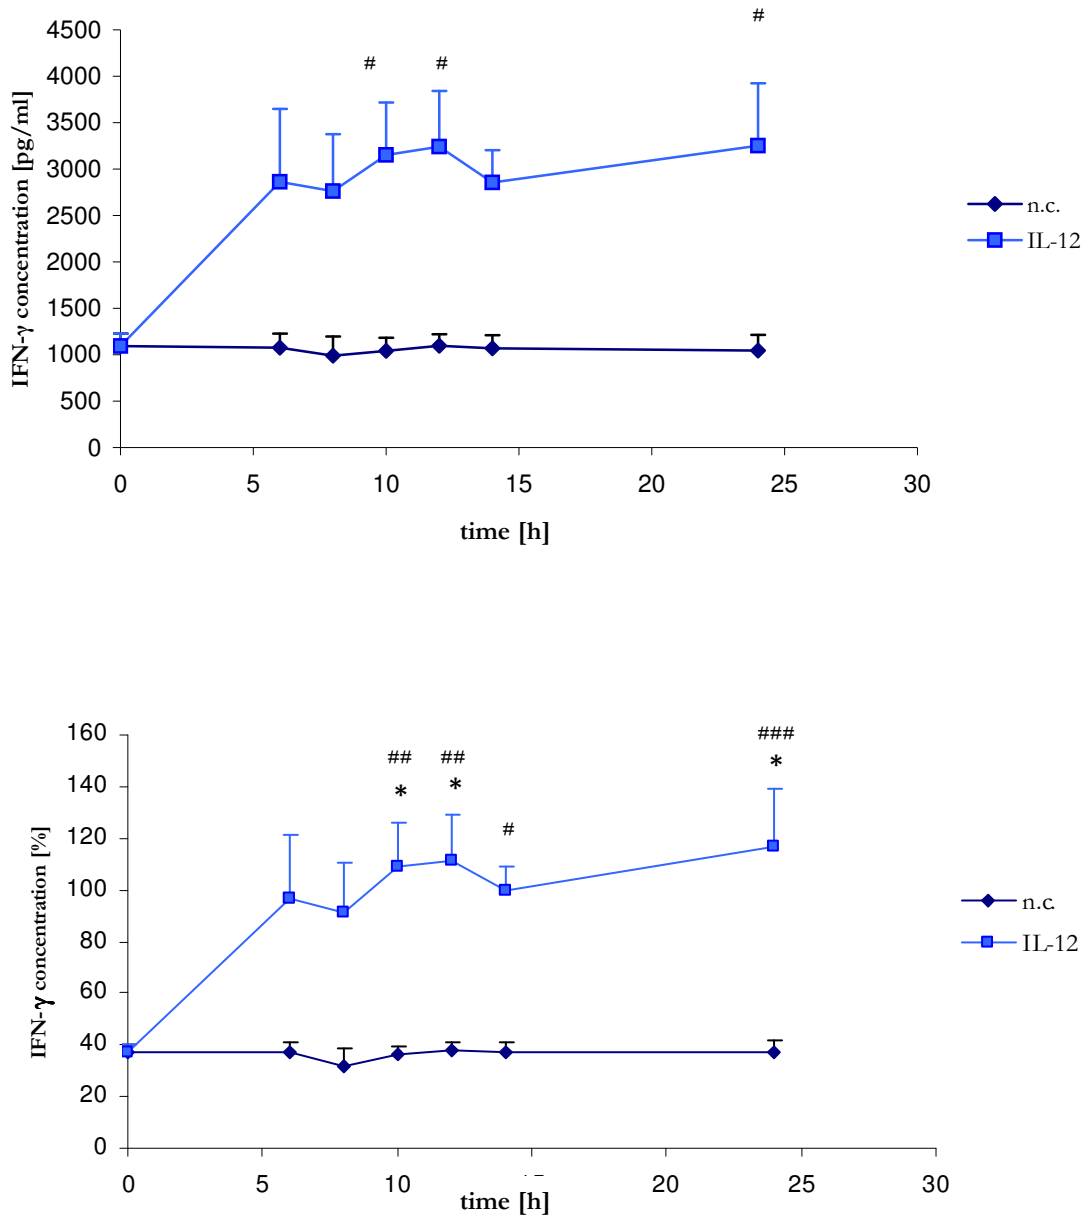 #
# #
4500
4000
3500
3000
2500
2000
1500
1000
500
0
IFN-γ concentration [pg/ml]
0 5 10 15 20 25 30
time [h]
n.c.
IL-12
160
140
120
100
80
60
40
20
0
IFN-γ concentration [%]
## ## ###
* * *
#
0 5 10 20 25 30
time [h]
n.c.
IL-12